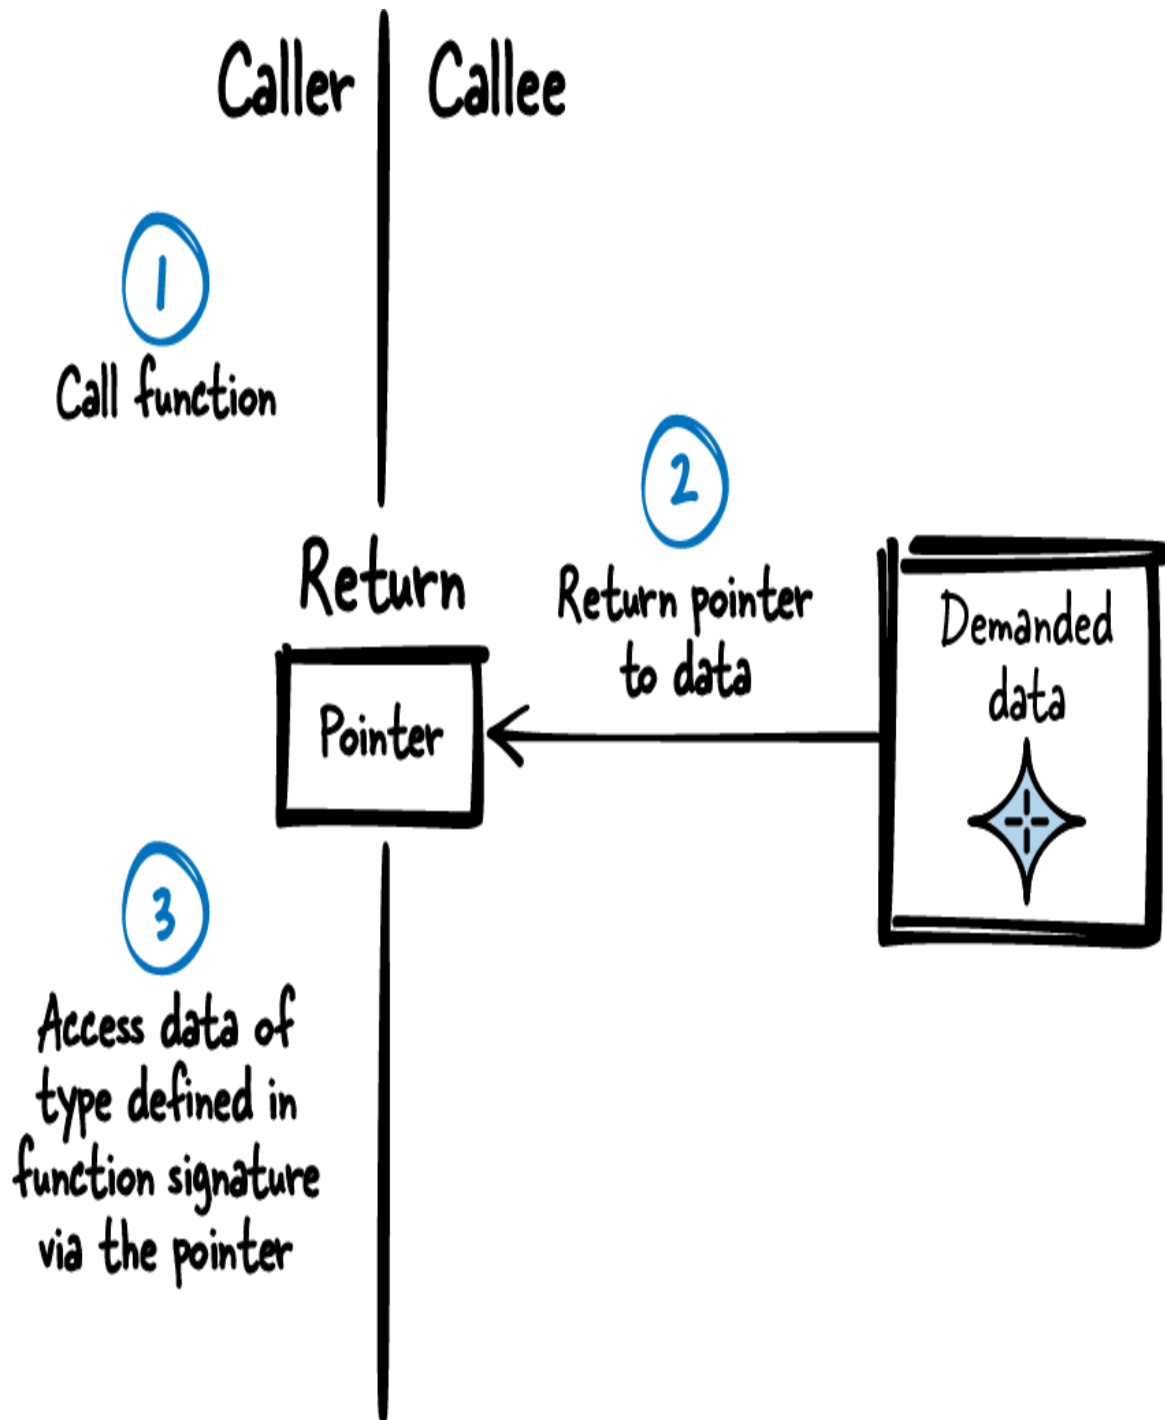 Caller
Callee
1
Call function
2
Return
Return pointer
to data
Demanded
data
Pointer
3
Access data of
type defined in
function signature
via the pointer